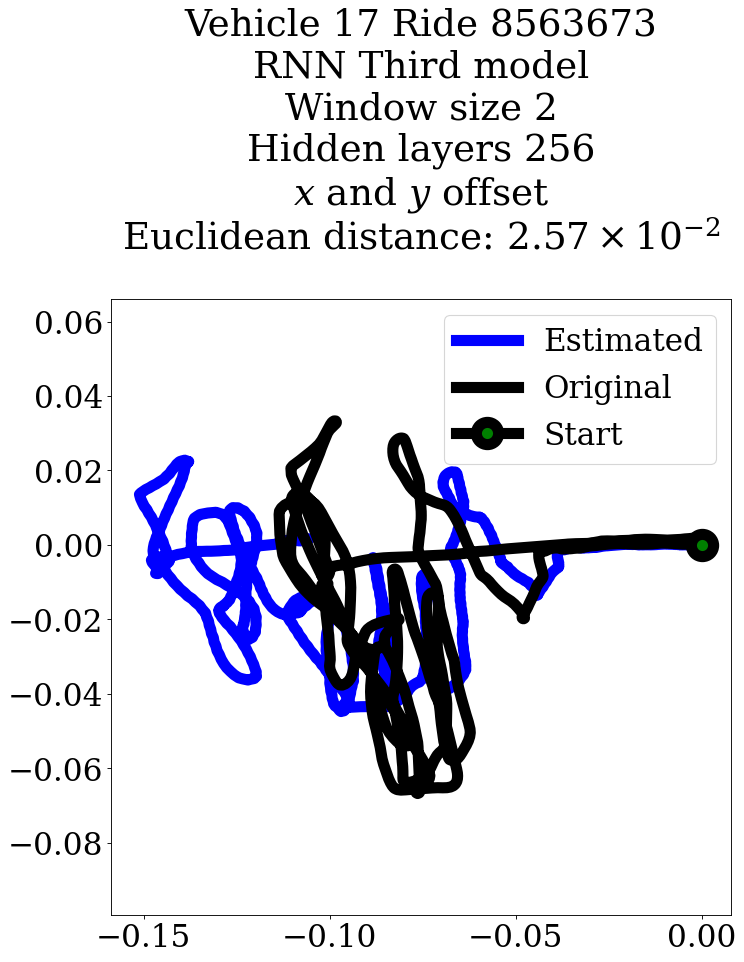 Vehicle 17 Ride 8563673
RNN Third model
Window size 2
Hidden layers 256
x and y offset
Euclidean distance: 2.57 × 10⁻²
Estimated
Original
Start
0.06
0.04
0.02
0.00
−0.02
−0.04
−0.06
−0.08
−0.15
−0.10
−0.05
0.00